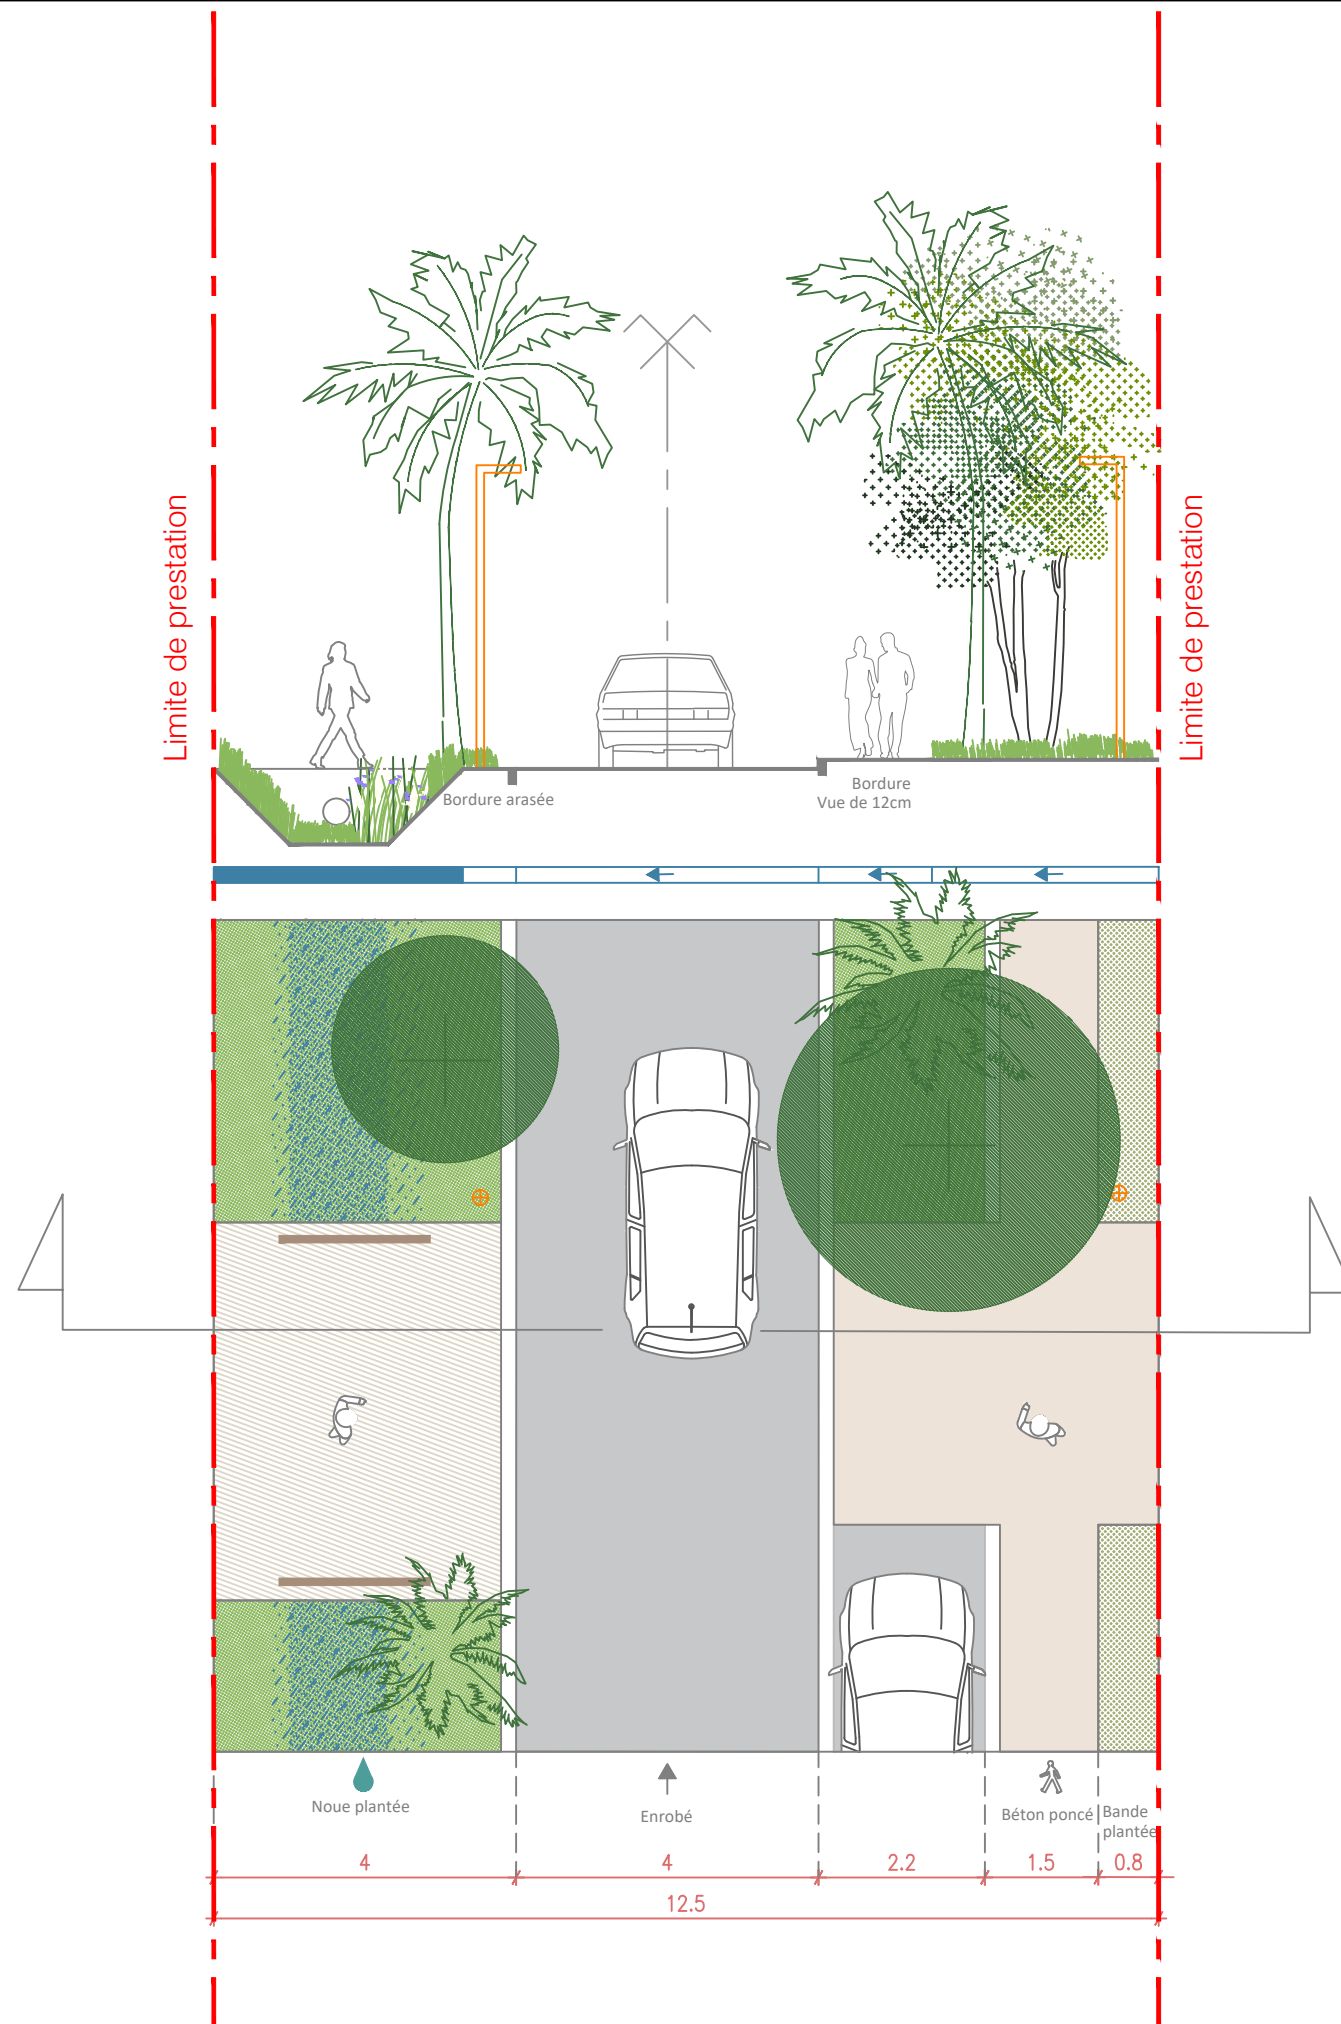 Limite de prestation
Limite de prestation
Bordure arasée
Bordure
Vue de 12cm
Noue plantée
Enrobé
Béton poncé
Bande
plantée
4
4
2.2
1.5
0.8
12.5